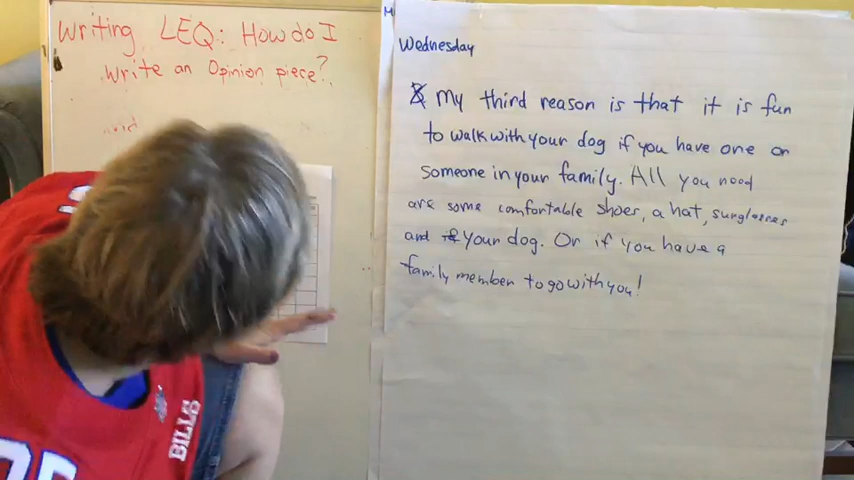 Writing LEQ: How do I
Write an Opinion piece?
Wednesday
My third reason is that it is fun
to walk with your dog if you have one or
someone in your family. All you need
are some comfortable shoes, a hat, sunglasses
and your dog. Or if you have a
family member to go with you!
BILLS